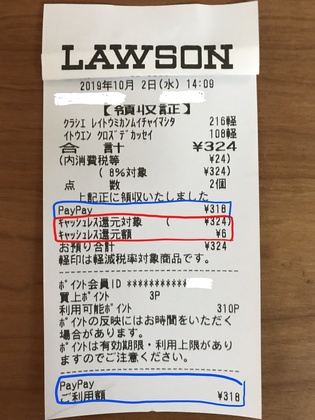 LAWSON
2019年10月 2日(水) 14:09
【領収証】
クラシエ レイトウミカンムイチャイマンタ 216軽
イトウエン クロズデカッセイ 108軽
合 計 ¥324
(内消費税等 ¥24)
( 8%対象 ¥324)
点 数 2個
上記正に領収いたしました
PayPay ¥318
キャッシュレス還元対象 ( ¥324)
キャッシュレス還元額 ¥6
お預り合計 ¥324
軽印は軽減税率対象商品です。
ポイント会員ID ***********
買上ポイント 3P
利用可能ポイント 310P
ポイントの反映にはお時間をいただく
場合があります。
ポイントは有効期限・利用上限があり
ますのでご注意ください。
PayPay
ご利用額 ¥318